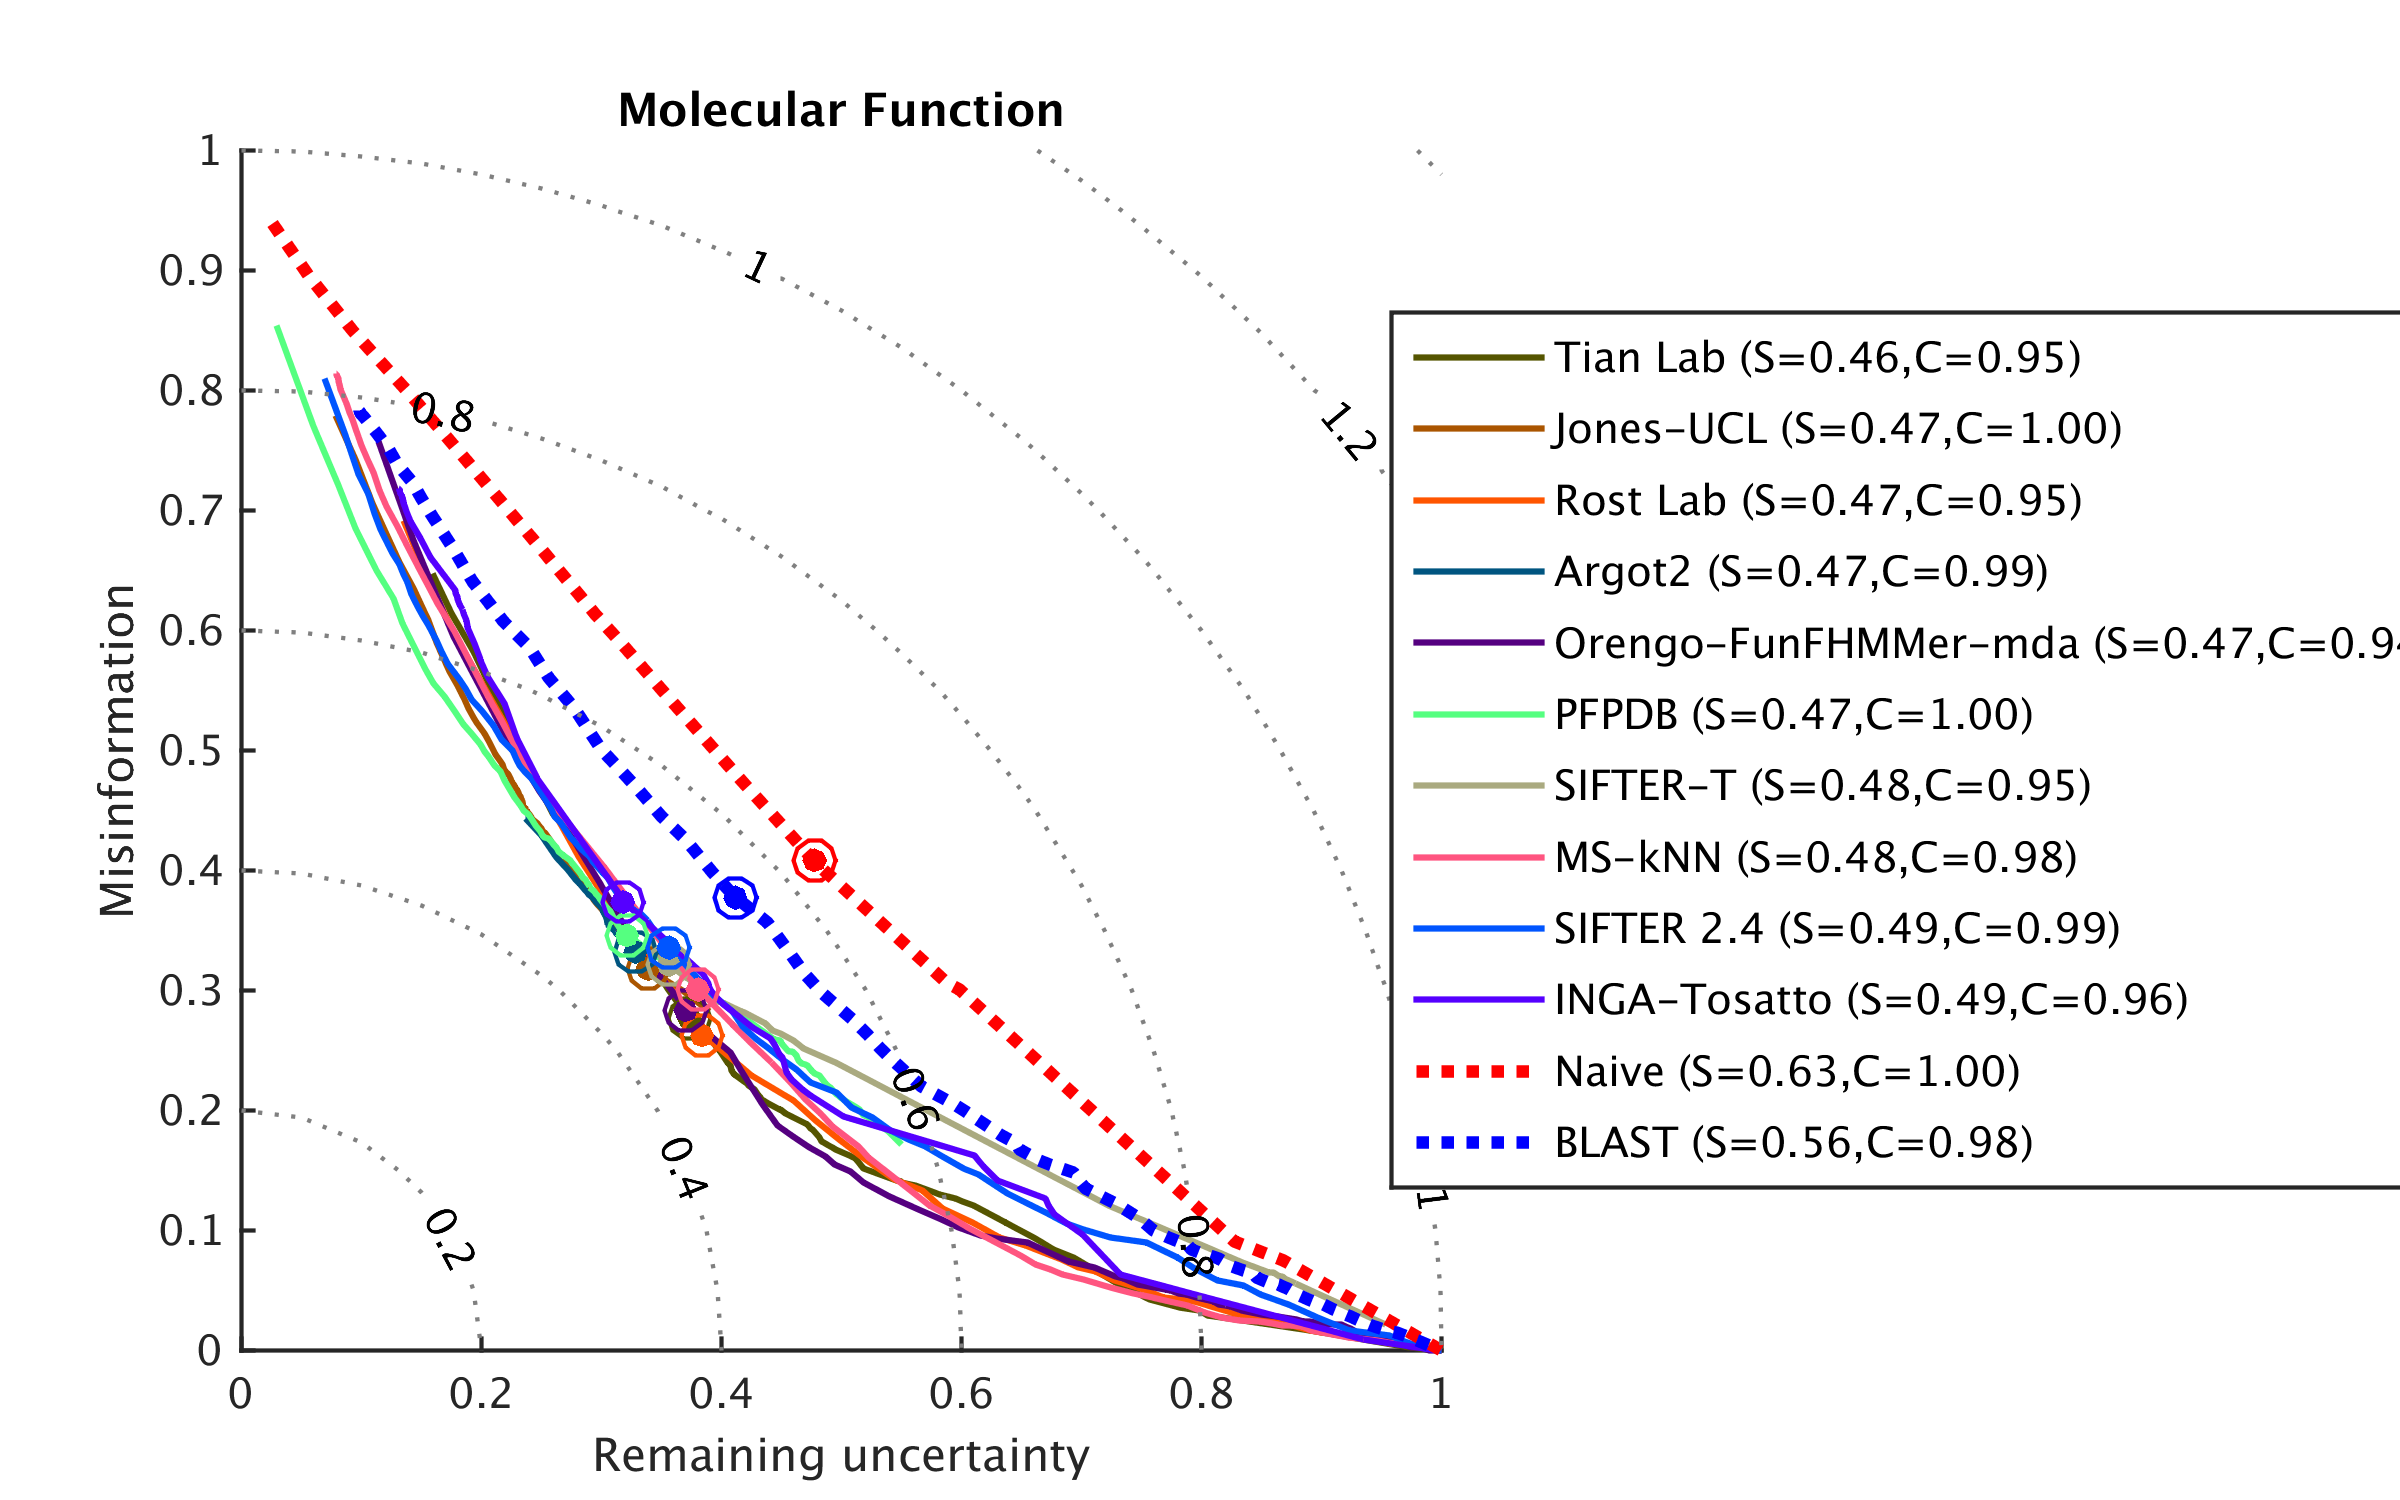 Molecular Function
1
0.9
0.8
0.7
0.6
0.5
0.4
0.3
0.2
0.1
0
Misinformation
0 0.2 0.4 0.6 0.8 1
Remaining uncertainty
1
0.8
1.2
0.6
0.4
0.2
0.8
1
Tian Lab (S=0.46,C=0.95)
Jones-UCL (S=0.47,C=1.00)
Rost Lab (S=0.47,C=0.95)
Argot2 (S=0.47,C=0.99)
Orengo-FunFHMMer-mda (S=0.47,C=0.94
PFPDB (S=0.47,C=1.00)
SIFTER-T (S=0.48,C=0.95)
MS-kNN (S=0.48,C=0.98)
SIFTER 2.4 (S=0.49,C=0.99)
INGA-Tosatto (S=0.49,C=0.96)
Naive (S=0.63,C=1.00)
BLAST (S=0.56,C=0.98)